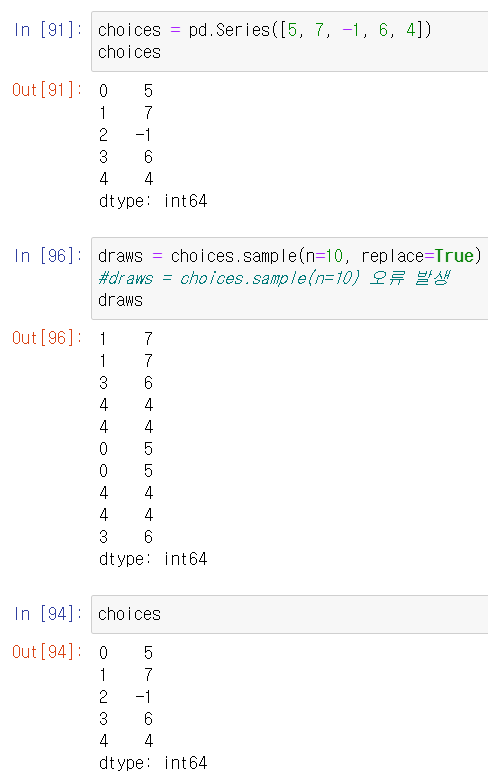 In [91]: choices = pd.Series([5, 7, -1, 6, 4])
choices
Out[91]: 0 5
1 7
2 -1
3 6
4 4
dtype: int64
In [96]: draws = choices.sample(n=10, replace=True)
#draws = choices.sample(n=10) 오류 발생
draws
Out[96]: 1 7
1 7
3 6
4 4
4 4
0 5
0 5
4 4
4 4
3 6
dtype: int64
In [94]: choices
Out[94]: 0 5
1 7
2 -1
3 6
4 4
dtype: int64